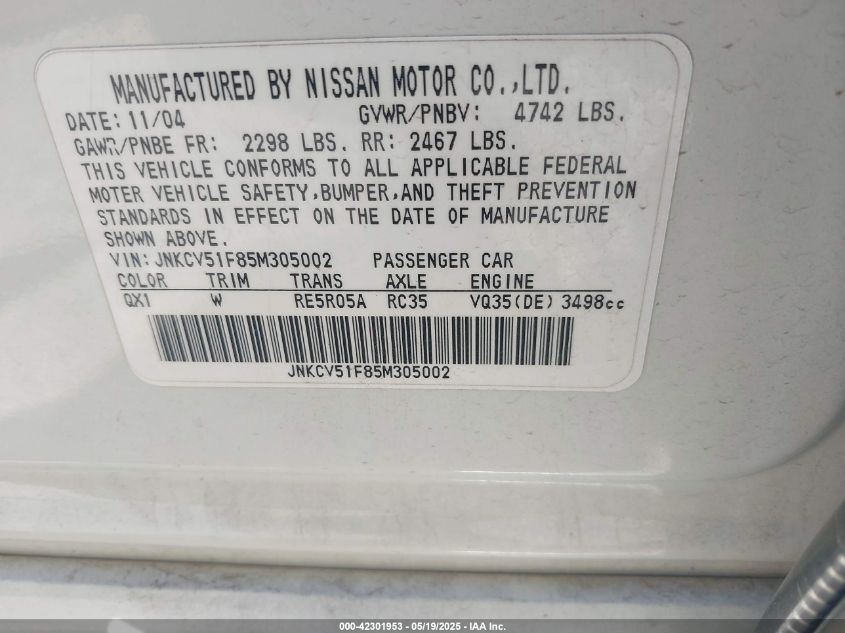 MANUFACTURED BY NISSAN MOTOR CO.,LTD.
DATE: 11/04 GVWR/PNBV: 4742 LBS.
GAWR/PNBE FR: 2298 LBS. RR: 2467 LBS.
THIS VEHICLE CONFORMS TO ALL APPLICABLE FEDERAL
MOTER VEHICLE SAFETY,BUMPER,AND THEFT PREVENTION
STANDARDS IN EFFECT ON THE DATE OF MANUFACTURE
SHOWN ABOVE.
VIN: JNKCV51F85M305002 PASSENGER CAR
COLOR TRIM TRANS AXLE ENGINE
QX1 W RE5R05A RC35 VQ35(DE) 3498cc
JNKCV51F85M305002
000-42301953 - 05/19/2025 - IAA Inc.